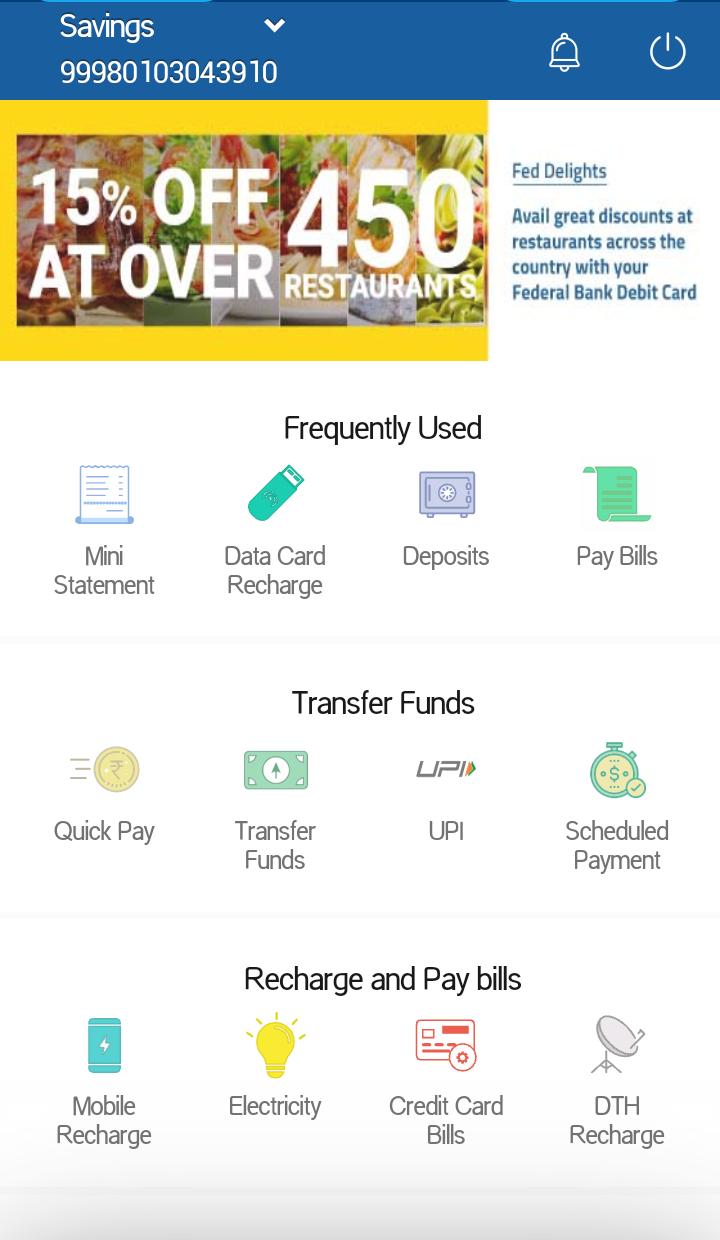 Savings
99980103043910
15% OFF
AT OVER
450
RESTAURANTS
Fed Delights
Avail great discounts at
restaurants across the
country with your
Federal Bank Debit Card
Frequently Used
Mini
Statement
Data Card
Recharge
Deposits
Pay Bills
Transfer Funds
₹
$
UPI
Quick Pay
Transfer
Funds
UPI
Scheduled
Payment
Recharge and Pay bills
Mobile
Recharge
Electricity
Credit Card
Bills
DTH
Recharge